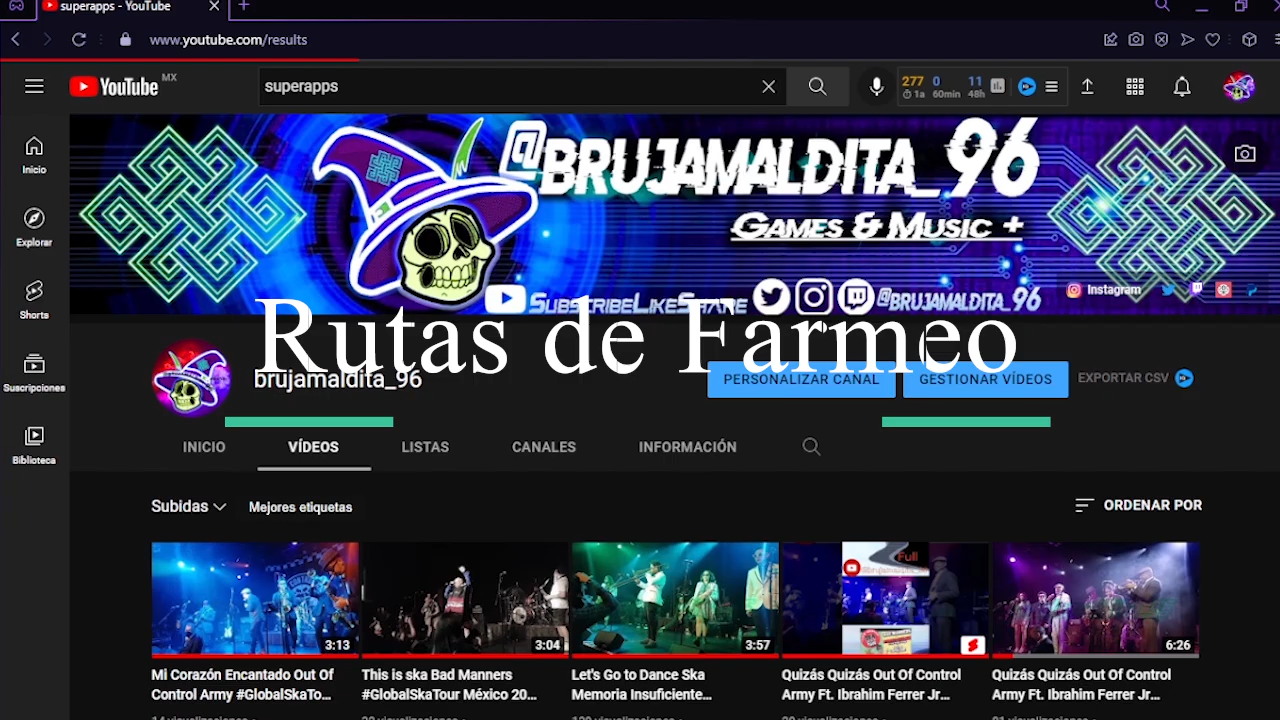 superapps - YouTube
www.youtube.com/results
YouTube MX
superapps
277 0 11
1a 60min 48h
@BRUJAMALDITA_96
GAMES & MUSIC +
SUBSCRIBELIKESHARE
@BRUJAMALDITA_96
Instagram
Inicio
Explorar
Shorts
Suscripciones
Biblioteca
Rutas de Farmeo
brujamaldita_96
PERSONALIZAR CANAL
GESTIONAR VÍDEOS
EXPORTAR CSV
INICIO
VÍDEOS
LISTAS
CANALES
INFORMACIÓN
Subidas
Mejores etiquetas
ORDENAR POR
3:13
3:04
3:57
Full
6:26
Mi Corazón Encantado Out Of
Control Army #GlobalSkaTo...
This is ska Bad Manners
#GlobalSkaTour México 20...
Let's Go to Dance Ska
Memoria Insuficiente...
Quizás Quizás Out Of Control
Army Ft. Ibrahim Ferrer Jr...
Quizás Quizás Out Of Control
Army Ft. Ibrahim Ferrer Jr...